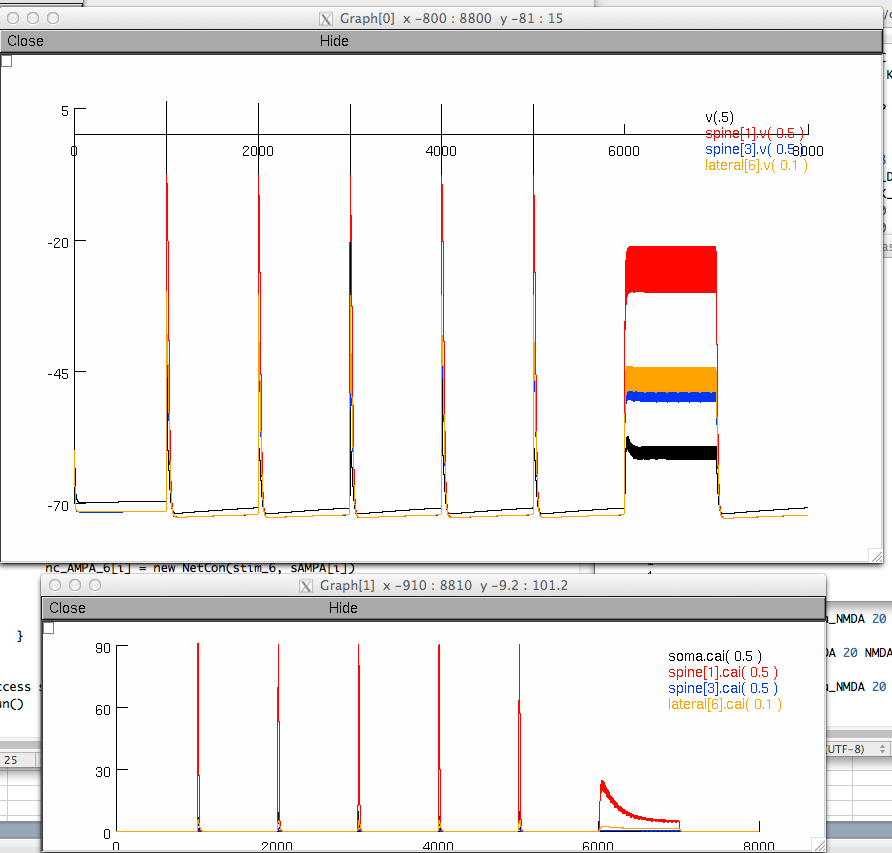 Graph[0] x -800 : 8800 y -81 : 15
Close Hide
5
v(.5)
spine[1].v( 0.5 )
0 2000 4000 6000 8000
spine[3].v( 0.5 )
lateral[6].v( 0.1 )
-20
-45
-70
nc_AMPA_6[i] = new NetCon(stim_6, sAMPA[i])
Graph[1] x -910 : 8810 y -9.2 : 101.2
Close Hide
_NMDA 20
}
90
soma.cai( 0.5 )
DA 20 NMDA
spine[1].cai( 0.5 )
ccess
spine[3].cai( 0.5 )
_NMDA 20
un()
60
lateral[6].cai( 0.1 )
(UTF-8)
25
30
0
0 2000 4000 6000 8000